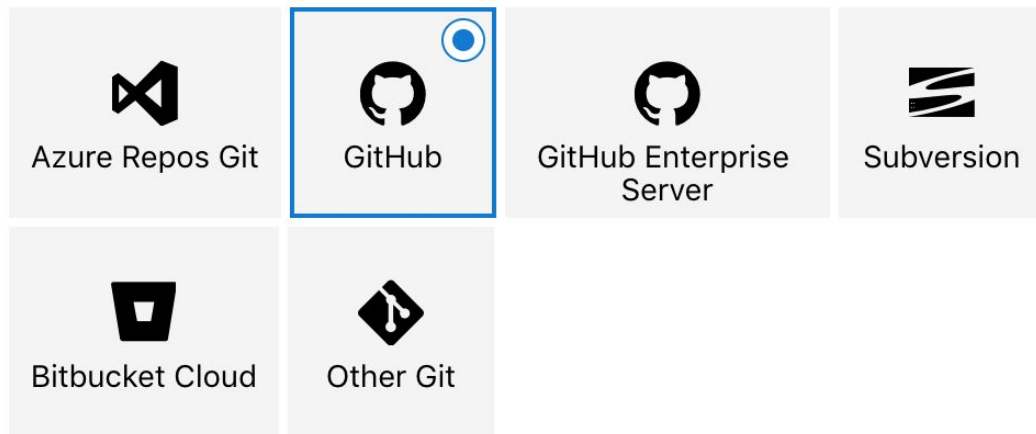 Azure Repos Git
GitHub
GitHub Enterprise
Server
Subversion
Bitbucket Cloud
Other Git